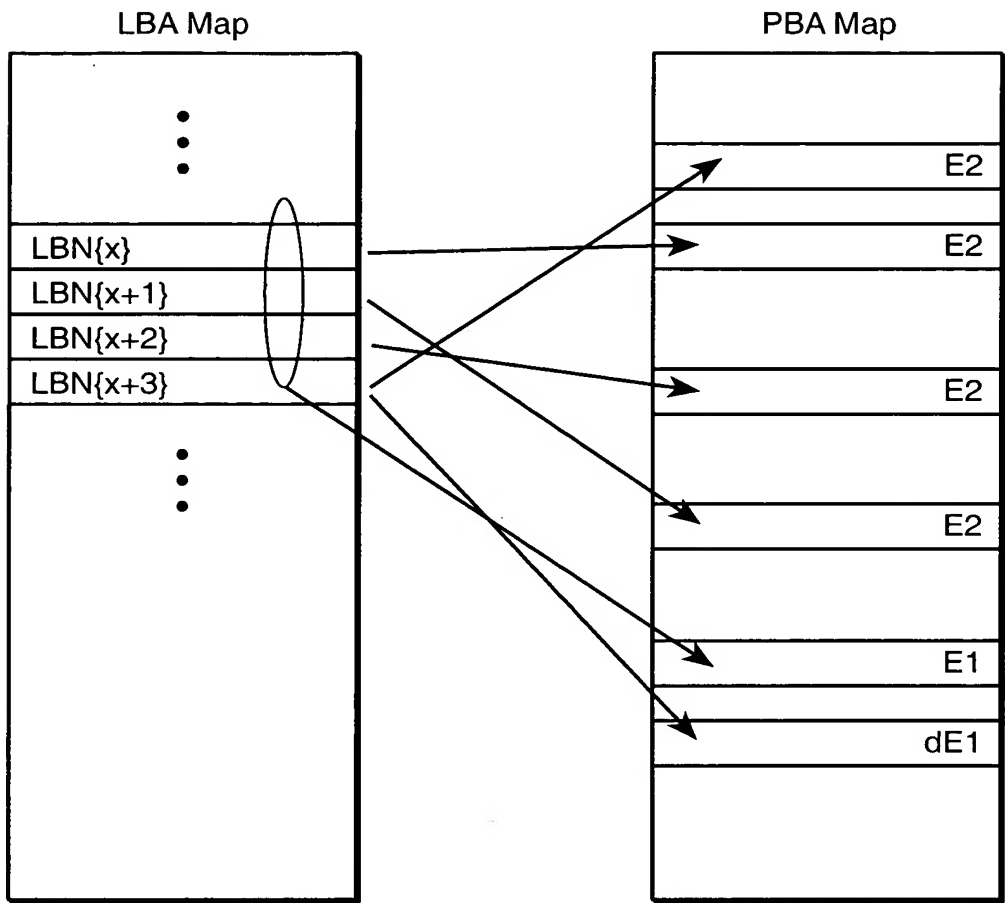 LBA Map
LBN{x}
LBN{x+1}
LBN{x+2}
LBN{x+3}
PBA Map
E2
E2
E2
E2
E1
dE1